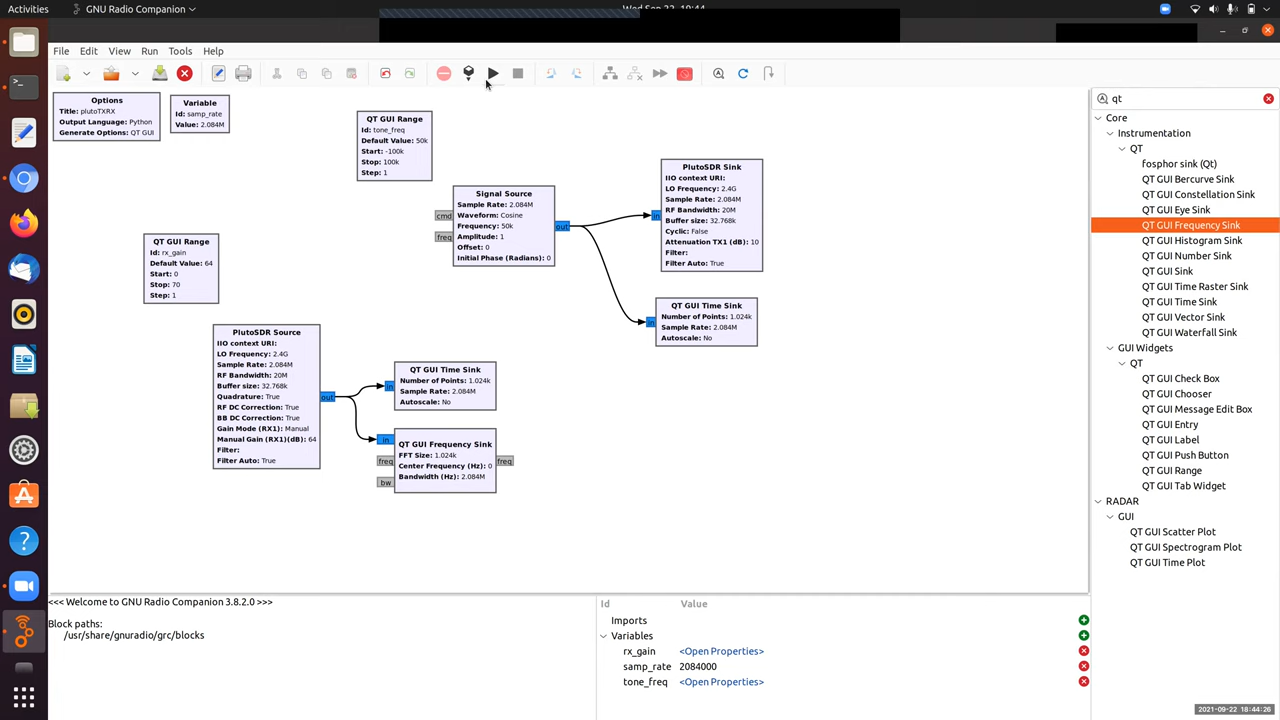 Activities
GNU Radio Companion
File Edit View Run Tools Help
Options
Title: plutoTXRX
Output Language: Python
Generate Options: QT GUI
Variable
Id: samp_rate
Value: 2.084M
QT GUI Range
Id: tone_freq
Default Value: 50k
Start: -100k
Stop: 100k
Step: 1
Signal Source
Sample Rate: 2.084M
Waveform: Cosine
Frequency: 50k
Amplitude: 1
Offset: 0
Initial Phase (Radians): 0
cmd
freq
out
in
PlutoSDR Sink
IIO context URI:
LO Frequency: 2.4G
Sample Rate: 2.084M
RF Bandwidth: 20M
Buffer size: 32.768k
Cyclic: False
Attenuation TX1 (dB): 10
Filter:
Filter Auto: True
QT GUI Range
Id: rx_gain
Default Value: 64
Start: 0
Stop: 70
Step: 1
in
QT GUI Time Sink
Number of Points: 1.024k
Sample Rate: 2.084M
Autoscale: No
PlutoSDR Source
IIO context URI:
LO Frequency: 2.4G
Sample Rate: 2.084M
RF Bandwidth: 20M
Buffer size: 32.768k
Quadrature: True
RF DC Correction: True
BB DC Correction: True
Gain Mode (RX1): Manual
Manual Gain (RX1)(dB): 64
Filter:
Filter Auto: True
out
in
QT GUI Time Sink
Number of Points: 1.024k
Sample Rate: 2.084M
Autoscale: No
in
freq
bw
QT GUI Frequency Sink
FFT Size: 1.024k
Center Frequency (Hz): 0
Bandwidth (Hz): 2.084M
freq
qt
Core
Instrumentation
QT
fosphor sink (Qt)
QT GUI Bercurve Sink
QT GUI Constellation Sink
QT GUI Eye Sink
QT GUI Frequency Sink
QT GUI Histogram Sink
QT GUI Number Sink
QT GUI Sink
QT GUI Time Raster Sink
QT GUI Time Sink
QT GUI Vector Sink
QT GUI Waterfall Sink
GUI Widgets
QT
QT GUI Check Box
QT GUI Chooser
QT GUI Message Edit Box
QT GUI Entry
QT GUI Label
QT GUI Push Button
QT GUI Range
QT GUI Tab Widget
RADAR
GUI
QT GUI Scatter Plot
QT GUI Spectrogram Plot
QT GUI Time Plot
<<< Welcome to GNU Radio Companion 3.8.2.0 >>>
Block paths:
/usr/share/gnuradio/grc/blocks
Id Value
Imports
Variables
rx_gain <Open Properties>
samp_rate 2084000
tone_freq <Open Properties>
2021-09-22 18:44:26